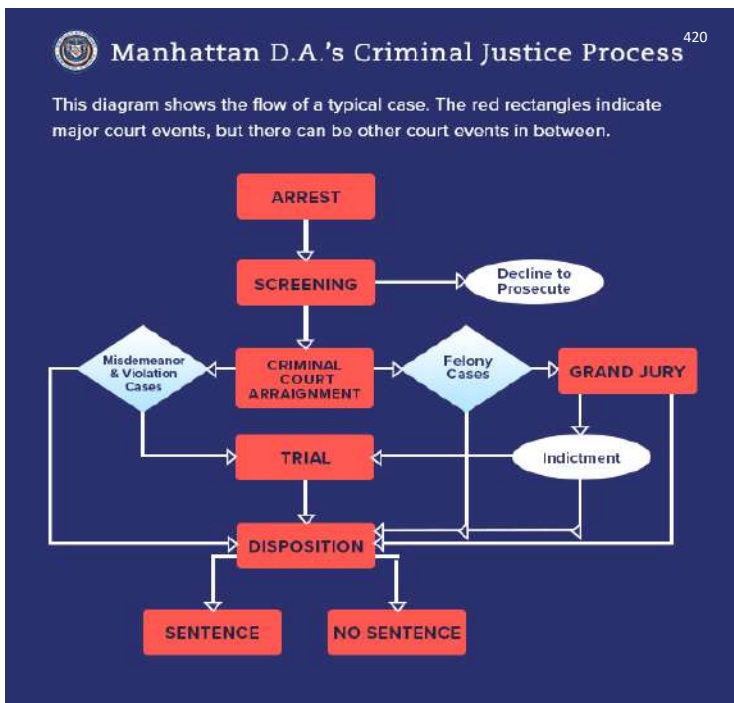 420
Manhattan D.A.'s Criminal Justice Process
This diagram shows the flow of a typical case. The red rectangles indicate
major court events, but there can be other court events in between.
ARREST
SCREENING
Decline to
Prosecute
Misdemeanor
& Violation
Cases
CRIMINAL
COURT
ARRAIGNMENT
Felony
Cases
GRAND JURY
TRIAL
Indictment
DISPOSITION
SENTENCE
NO SENTENCE